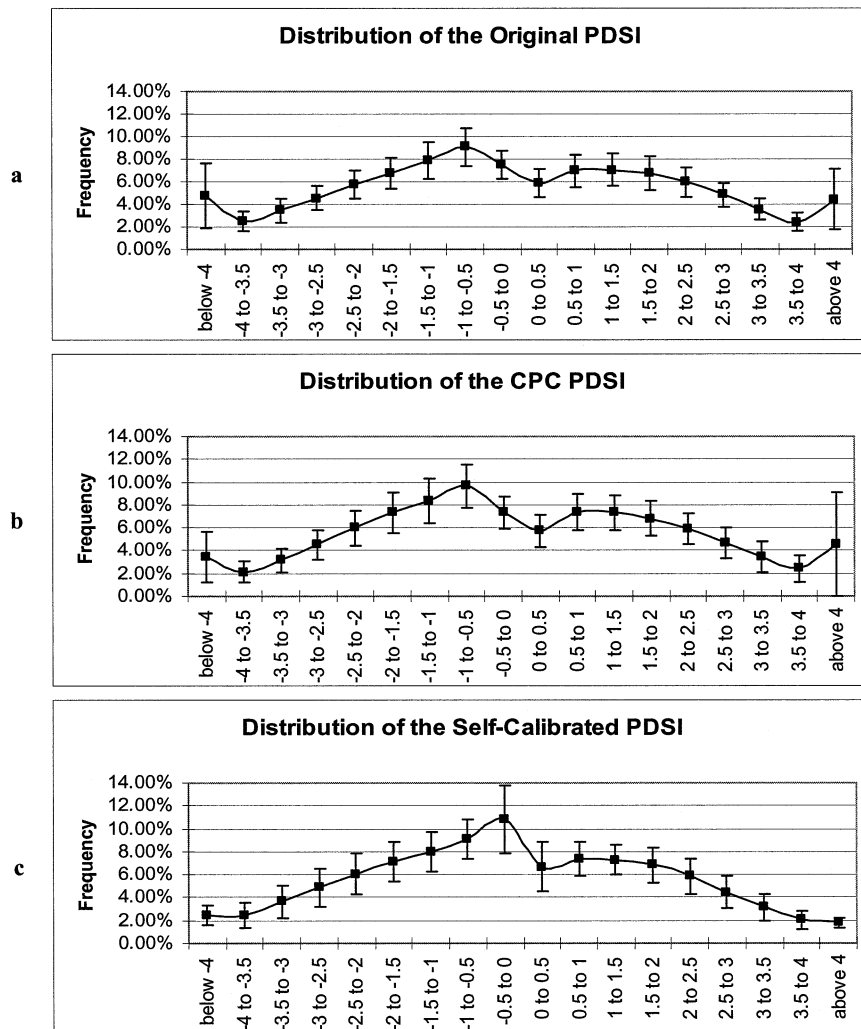 a
Distribution of the Original PDSI
Frequency
14.00%
12.00%
10.00%
8.00%
6.00%
4.00%
2.00%
0.00%
below -4
-4 to -3.5
-3.5 to -3
-3 to -2.5
-2.5 to -2
-2 to -1.5
-1.5 to -1
-1 to -0.5
-0.5 to 0
0 to 0.5
0.5 to 1
1 to 1.5
1.5 to 2
2 to 2.5
2.5 to 3
3 to 3.5
3.5 to 4
above 4
b
Distribution of the CPC PDSI
Frequency
14.00%
12.00%
10.00%
8.00%
6.00%
4.00%
2.00%
0.00%
below -4
-4 to -3.5
-3.5 to -3
-3 to -2.5
-2.5 to -2
-2 to -1.5
-1.5 to -1
-1 to -0.5
-0.5 to 0
0 to 0.5
0.5 to 1
1 to 1.5
1.5 to 2
2 to 2.5
2.5 to 3
3 to 3.5
3.5 to 4
above 4
c
Distribution of the Self-Calibrated PDSI
Frequency
14.00%
12.00%
10.00%
8.00%
6.00%
4.00%
2.00%
0.00%
below -4
-4 to -3.5
-3.5 to -3
-3 to -2.5
-2.5 to -2
-2 to -1.5
-1.5 to -1
-1 to -0.5
-0.5 to 0
0 to 0.5
0.5 to 1
1 to 1.5
1.5 to 2
2 to 2.5
2.5 to 3
3 to 3.5
3.5 to 4
above 4